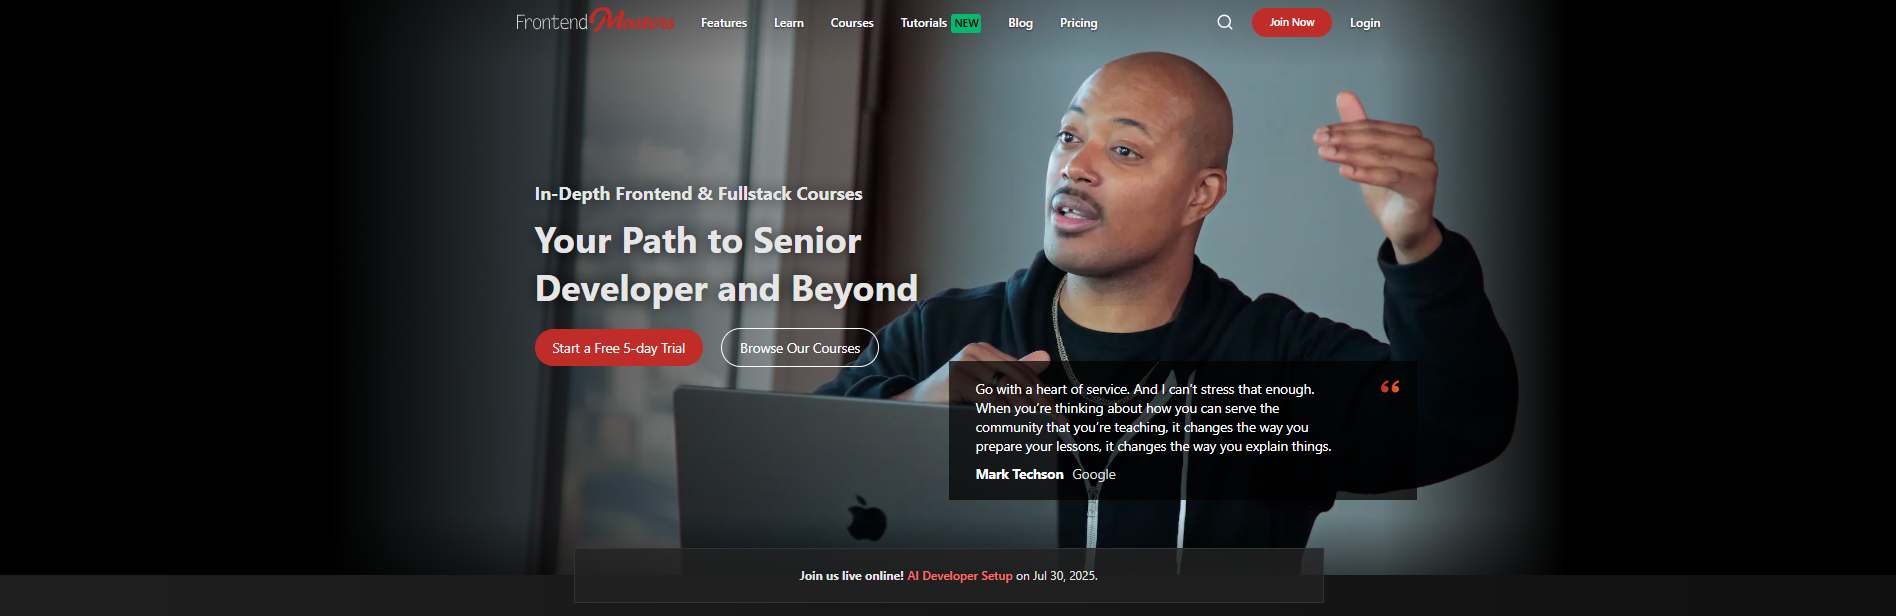 Frontend Masters
Features
Learn
Courses
Tutorials NEW
Blog
Pricing
Join Now
Login
In-Depth Frontend & Fullstack Courses
Your Path to Senior
Developer and Beyond
Start a Free 5-day Trial
Browse Our Courses
Go with a heart of service. And I can’t stress that enough.
When you’re thinking about how you can serve the
community that you’re teaching, it changes the way you
prepare your lessons, it changes the way you explain things.
Mark Techson Google
Join us live online! AI Developer Setup on Jul 30, 2025.